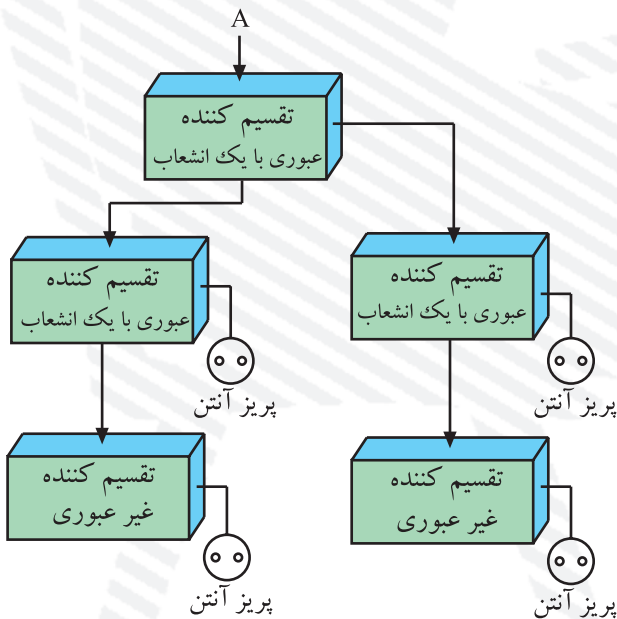 A
تقسیم کننده
عبوری با یک انشعاب
تقسیم کننده
عبوری با یک انشعاب
پریز آنتن
تقسیم کننده
عبوری با یک انشعاب
پریز آنتن
تقسیم کننده
غیر عبوری
پریز آنتن
تقسیم کننده
غیر عبوری
پریز آنتن